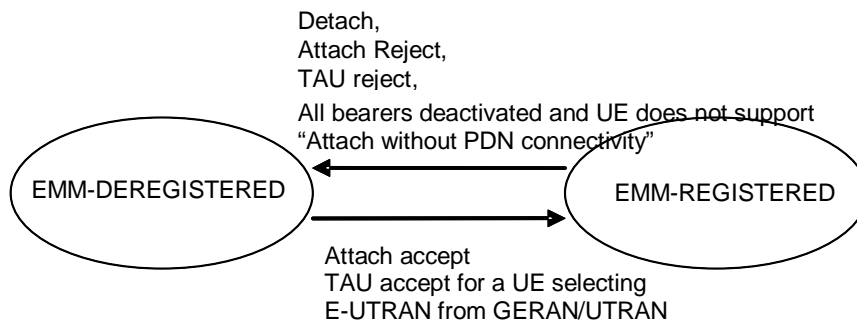 Detach,
Attach Reject,
TAU reject,
All bearers deactivated and UE does not support
“Attach without PDN connectivity”
EMM-DEREGISTERED
EMM-REGISTERED
Attach accept
TAU accept for a UE selecting
E-UTRAN from GERAN/UTRAN